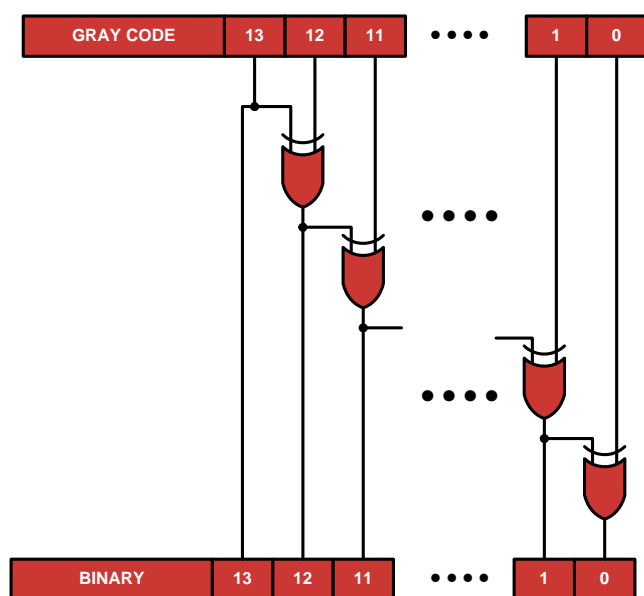 GRAY CODE 13 12 11 •••• 1 0
••••
••••
BINARY 13 12 11 •••• 1 0